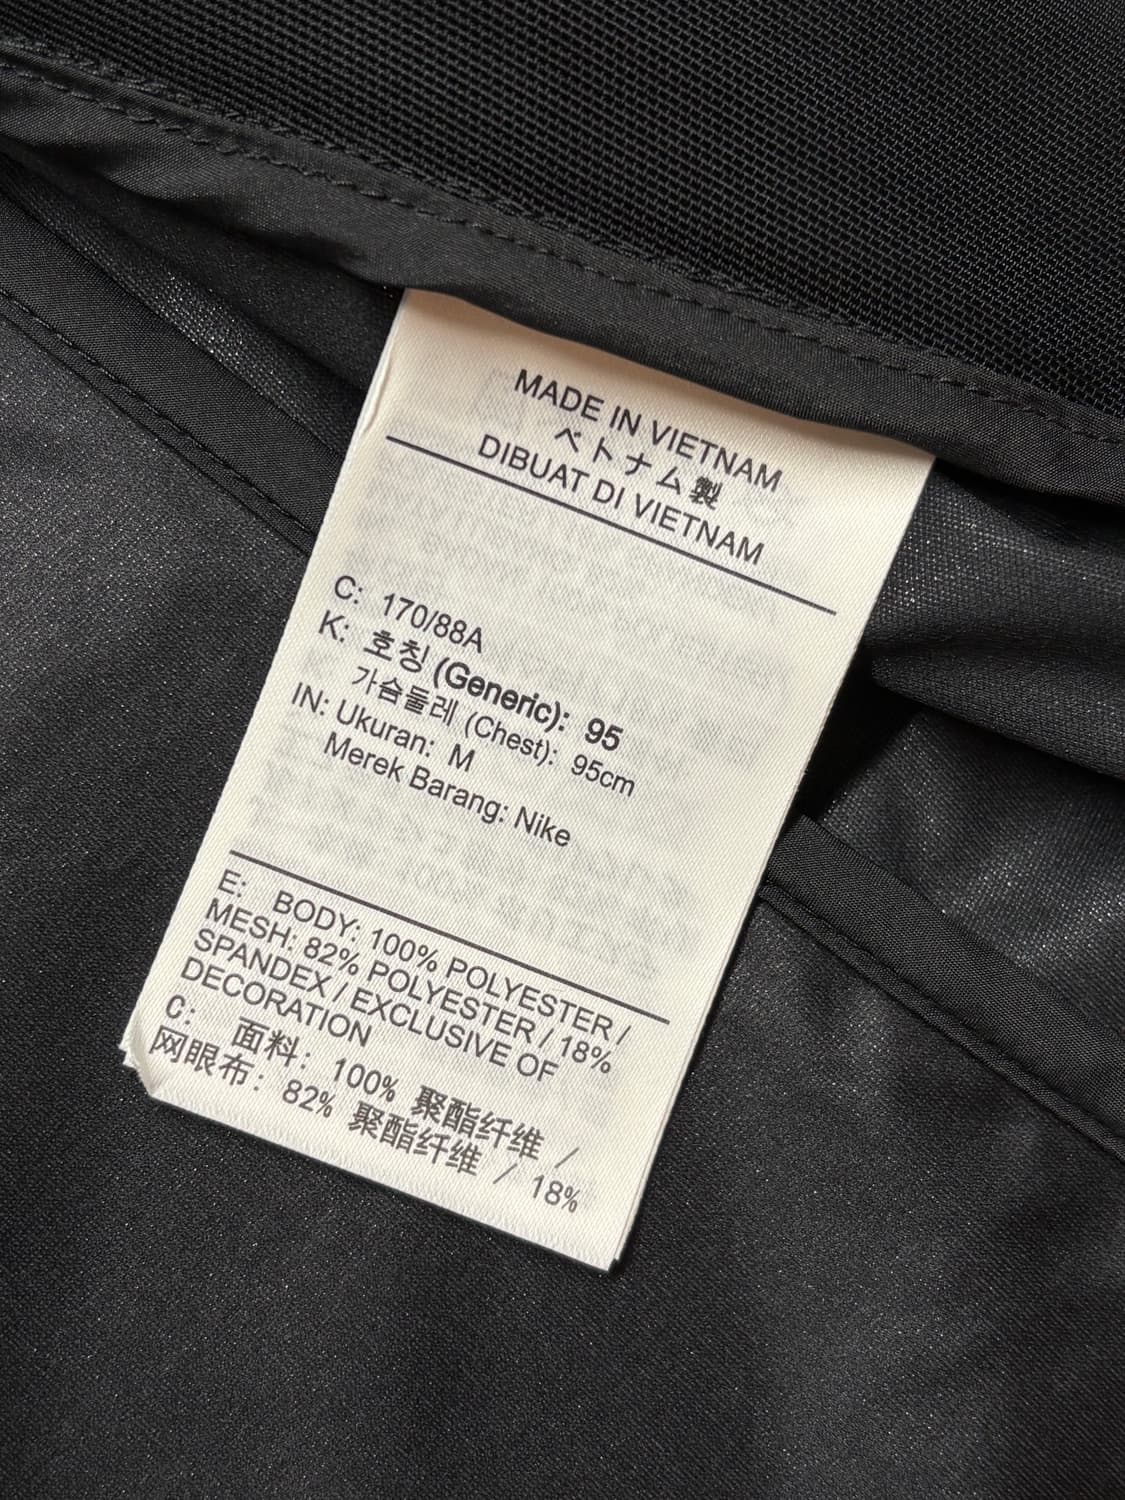 MADE IN VIETNAM
ベトナム製
DIBUAT DI VIETNAM
C: 170/88A
K: 호칭 (Generic): 95
가슴둘레 (Chest): 95cm
IN: Ukuran: M
Merek Barang: Nike
E: BODY: 100% POLYESTER /
MESH: 82% POLYESTER / 18%
SPANDEX / EXCLUSIVE OF
DECORATION
C: 面料: 100% 聚酯纤维 /
网眼布: 82% 聚酯纤维 / 18%